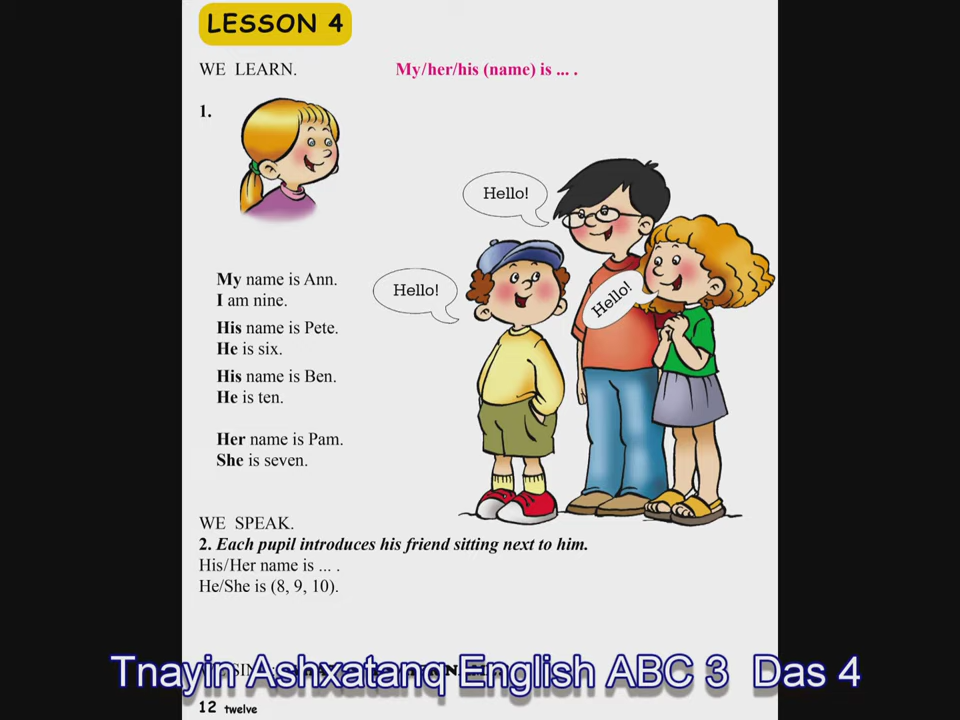 LESSON 4
WE LEARN.
My/her/his (name) is ... .
1.
Hello!
Hello!
Hello!
My name is Ann.
I am nine.
His name is Pete.
He is six.
His name is Ben.
He is ten.
Her name is Pam.
She is seven.
WE SPEAK.
2. Each pupil introduces his friend sitting next to him.
His/Her name is ... .
He/She is (8, 9, 10).
Tnayin Ashxatanq English ABC 3 Das 4
12 twelve